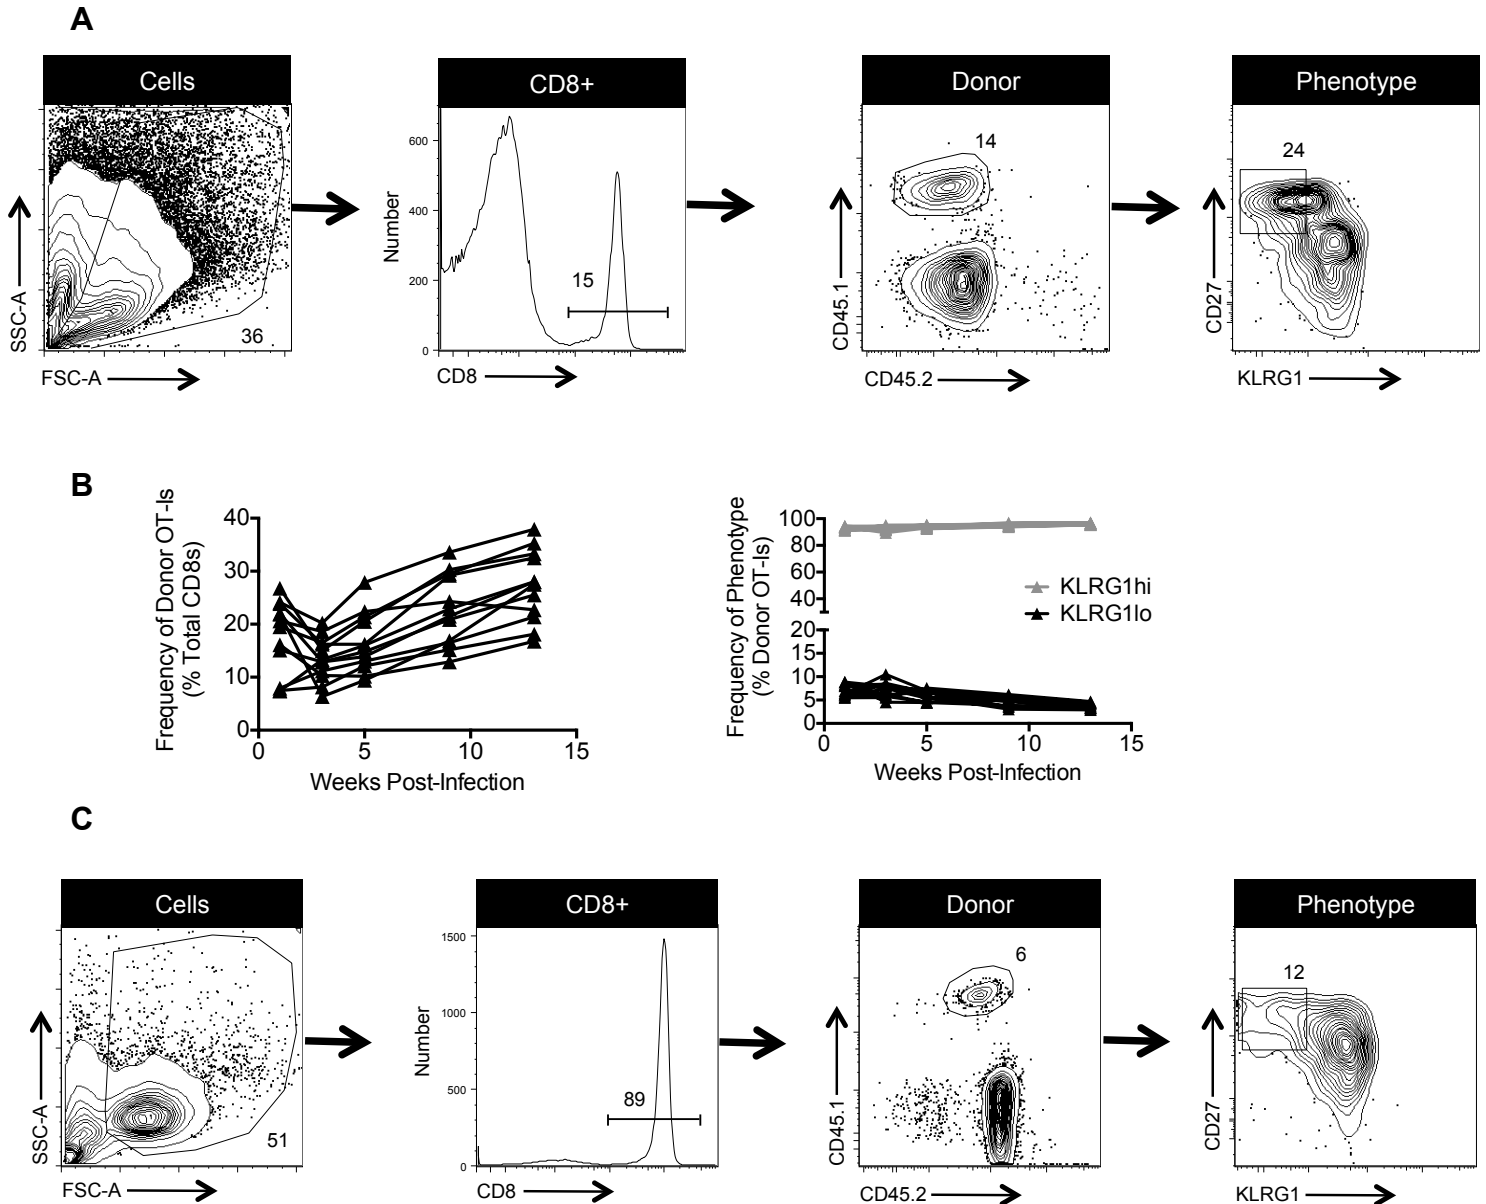 A
Cells
CD8+
Donor
Phenotype
SSC-A
36
FSC-A
Number
600
400
200
0
15
CD8
CD45.1
14
CD45.2
CD27
24
KLRG1
B
Frequency of Donor OT-Is
(% Total CD8s)
40
30
20
10
0
0 5 10 15
Weeks Post-Infection
Frequency of Phenotype
(% Donor OT-Is)
100
80
60
40
20
15
10
5
0
KLRG1hi
KLRG1lo
0 5 10 15
Weeks Post-Infection
C
Cells
CD8+
Donor
Phenotype
SSC-A
51
FSC-A
Number
1500
1000
500
0
89
CD8
CD45.1
6
CD45.2
CD27
12
KLRG1